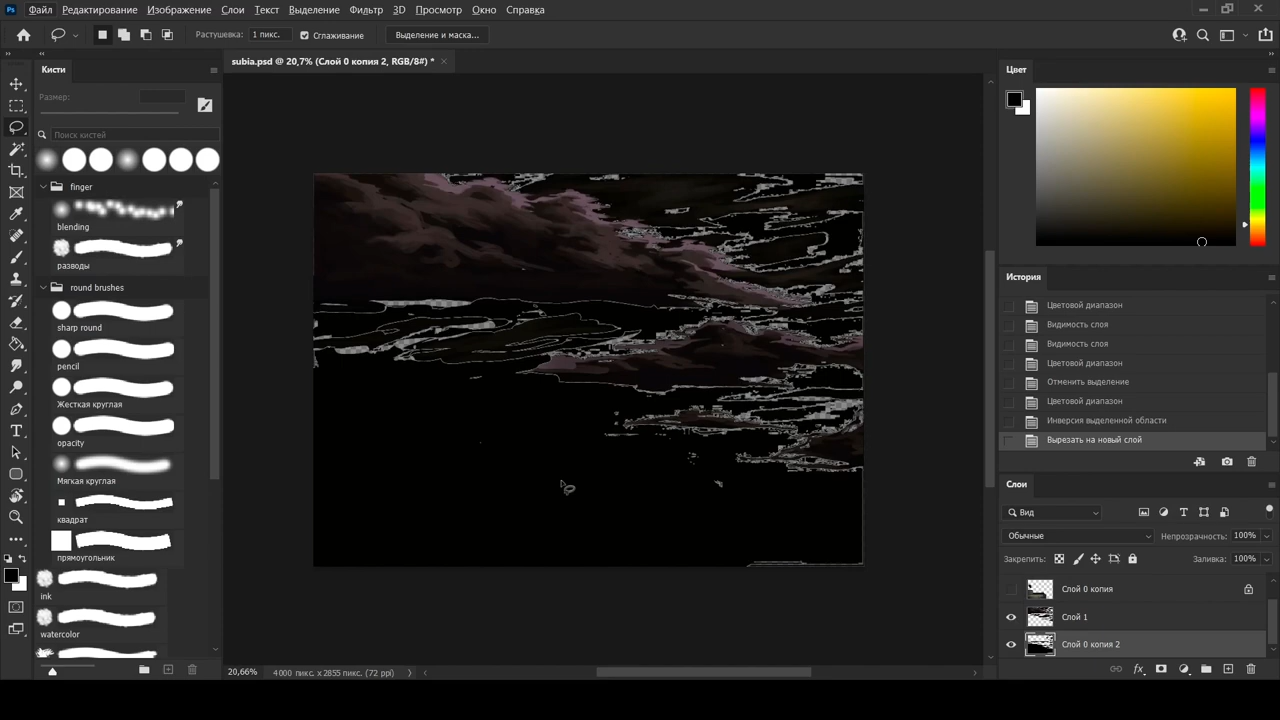 Файл Редактирование Изображение Слои Текст Выделение Фильтр 3D Просмотр Окно Справка
Растушевка: 1 пикс. Сглаживание Выделение и маска...
subia.psd @ 20,7% (Слой 0 копия 2, RGB/8#) *
Кисти
Размер:
Поиск кистей
finger
blending
разводы
round brushes
sharp round
pencil
Жесткая круглая
opacity
Мягкая круглая
квадрат
прямоугольник
ink
watercolor
20,66% 4000 пикс. x 2855 пикс. (72 ppi)
Цвет
История
Цветовой диапазон
Видимость слоя
Видимость слоя
Цветовой диапазон
Отменить выделение
Цветовой диапазон
Инверсия выделенной области
Вырезать на новый слой
Слои
Вид
Обычные Непрозрачность: 100%
Закрепить: Заливка: 100%
Слой 0 копия
Слой 1
Слой 0 копия 2
fx